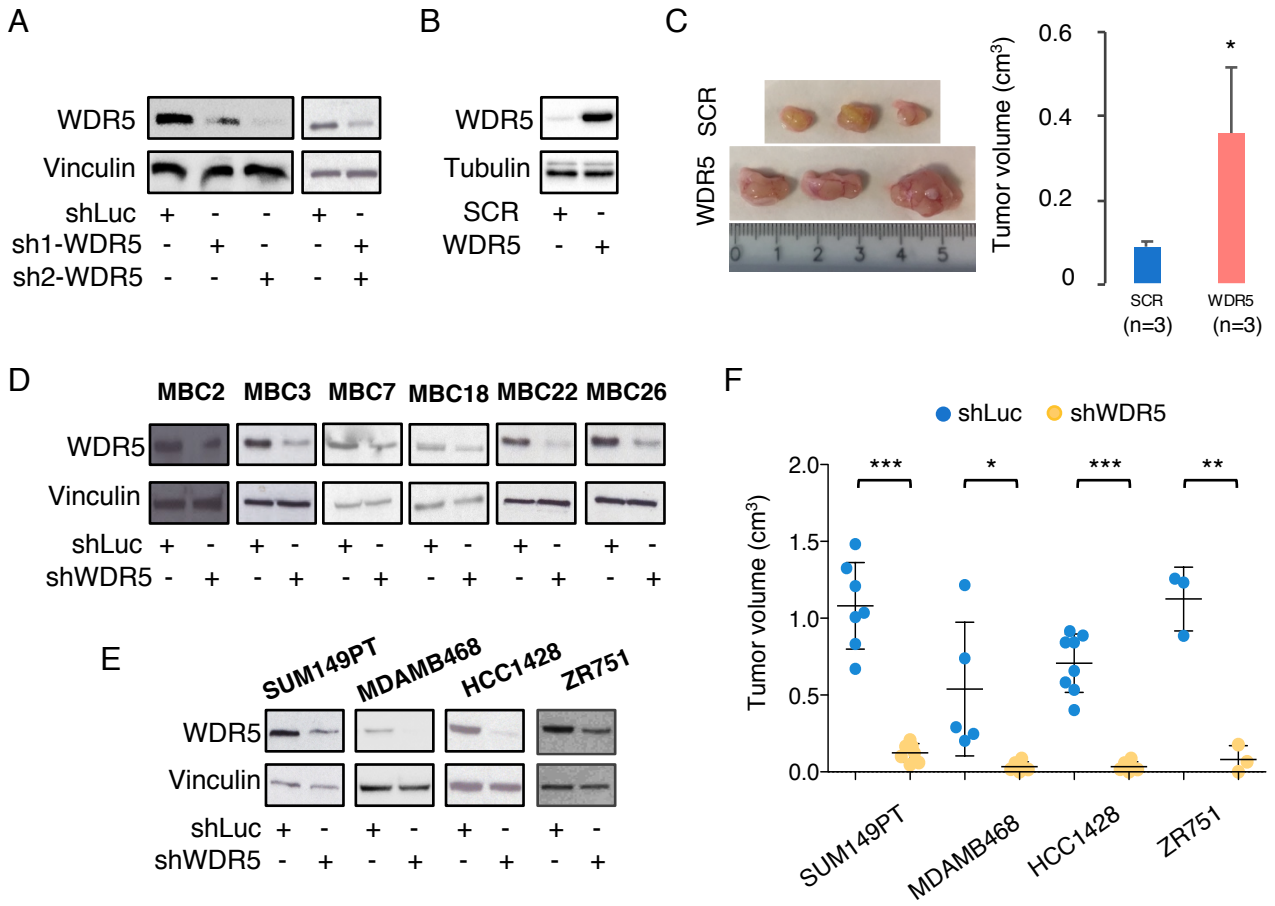 A
WDR5
Vinculin
shLuc + - - + -
sh1-WDR5 - + - - +
sh2-WDR5 - - + - +
B
WDR5
Tubulin
SCR + -
WDR5 - +
C
SCR
WDR5
0 1 2 3 4 5
Tumor volume (cm³)
0.6
0.4
0.2
0
*
SCR WDR5
(n=3) (n=3)
D
MBC2 MBC3 MBC7 MBC18 MBC22 MBC26
WDR5
Vinculin
shLuc + - + - + - + - + - + -
shWDR5 - + - + - + - + - + - +
E
SUM149PT MDAMB468 HCC1428 ZR751
WDR5
Vinculin
shLuc + - + - + - + -
shWDR5 - + - + - + - +
F
shLuc shWDR5
Tumor volume (cm³)
2.0
1.5
1.0
0.5
0.0
*** * *** **
SUM149PT MDAMB468 HCC1428 ZR751